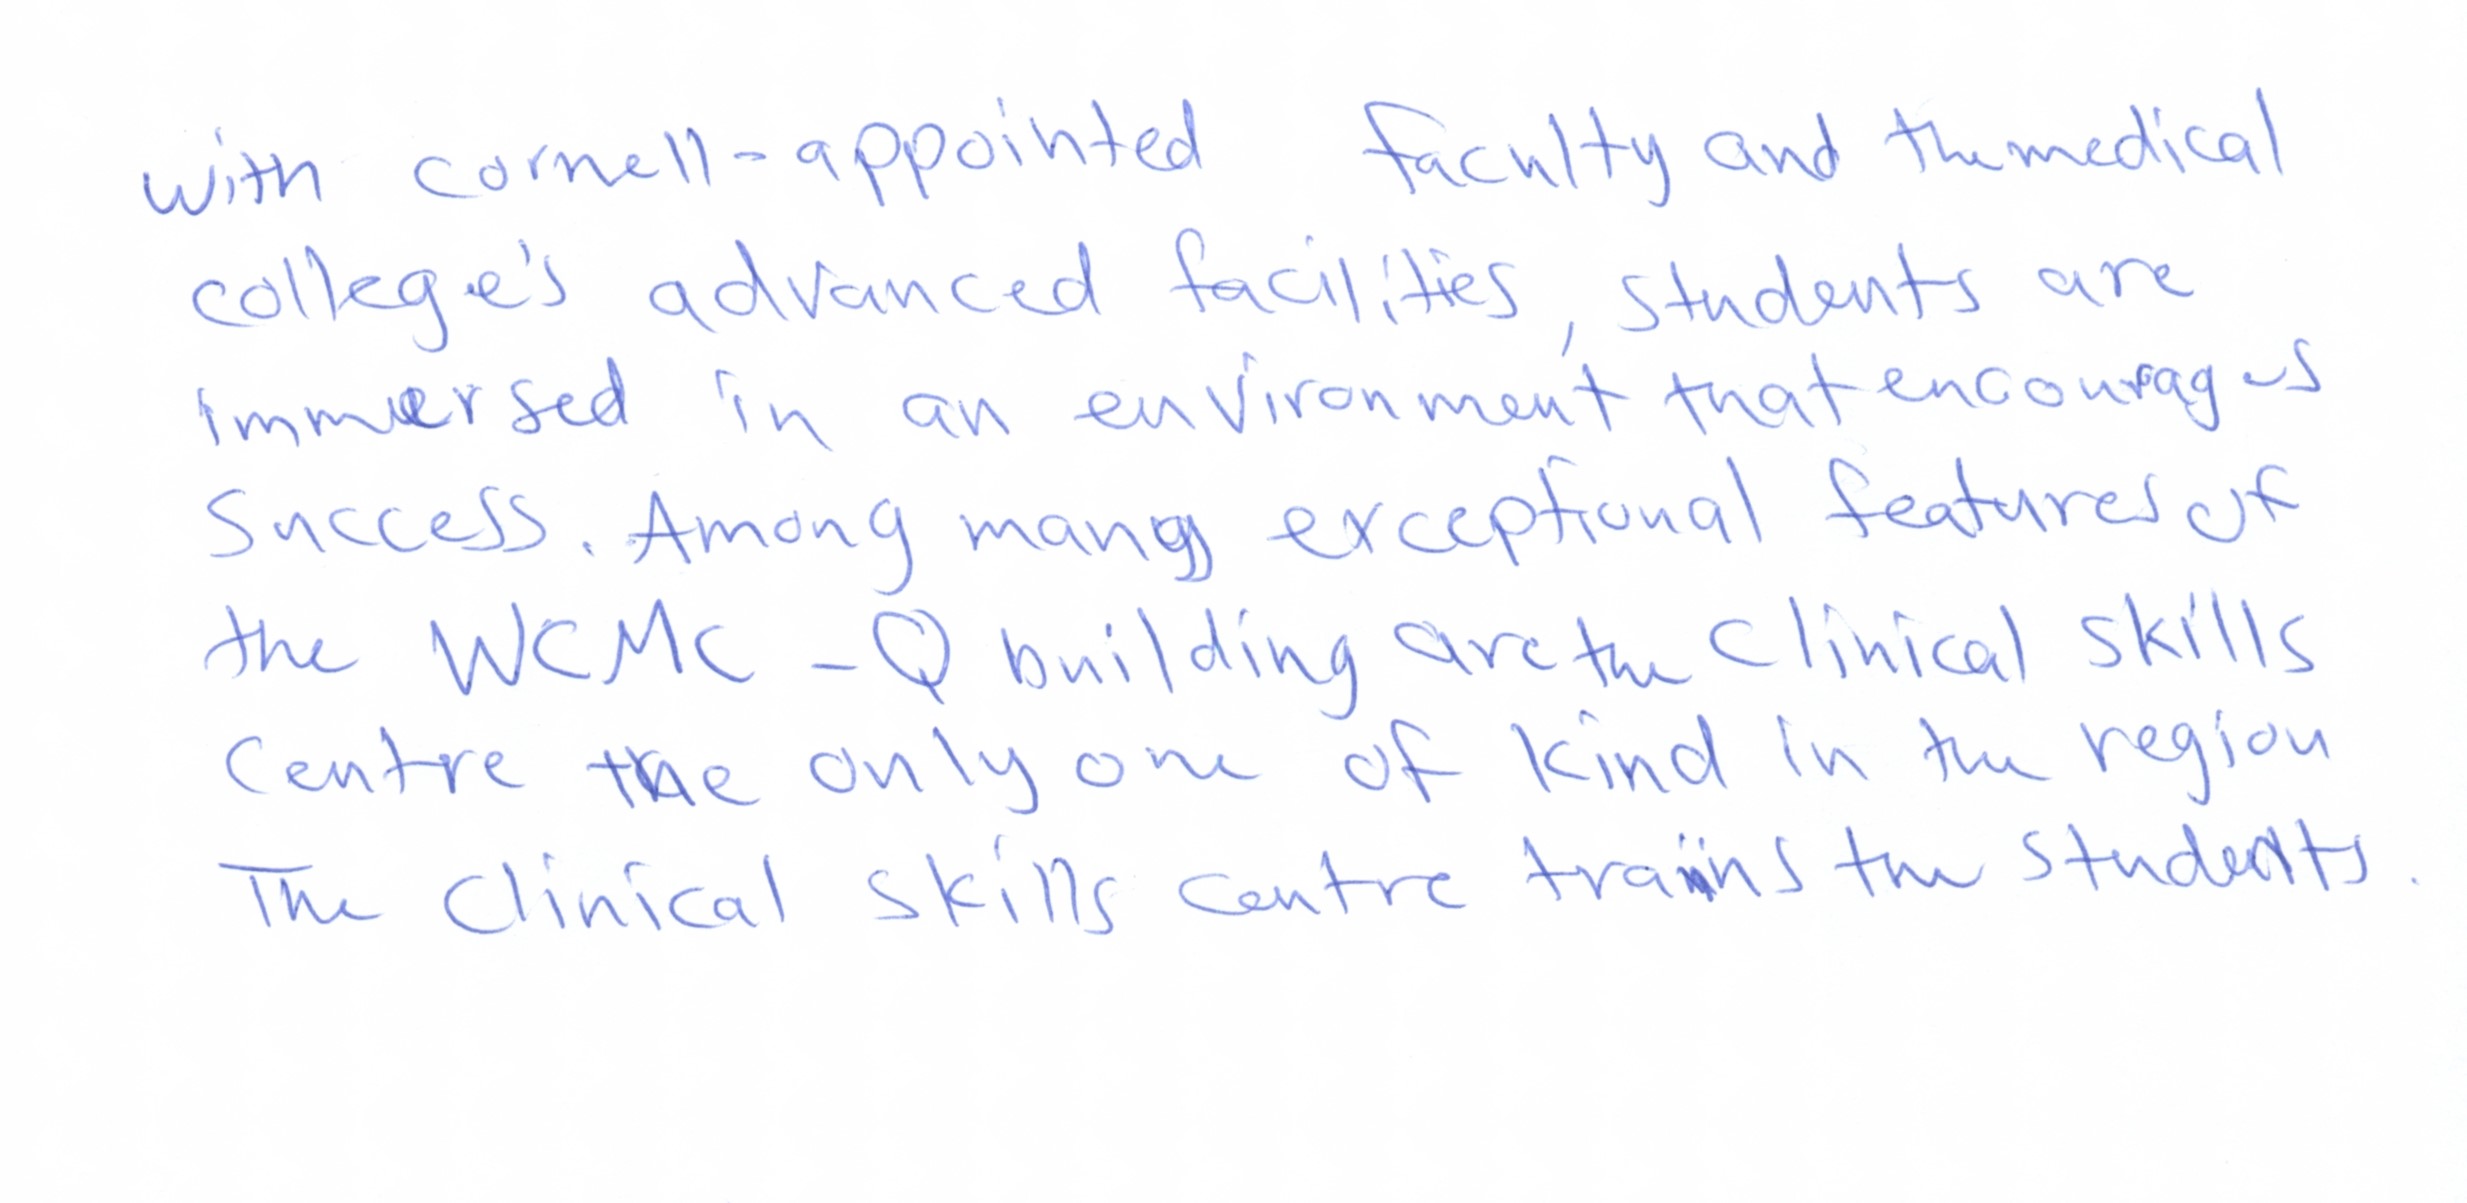 with cornell-appointed faculty and the medical
college's advanced facilities, students are
immersed in an environment that encourages
Success. Among many exceptional features of
the WCMC-Q building are the Clinical skills
Centre the only one of kind in the region
The Clinical skills centre trains the students.